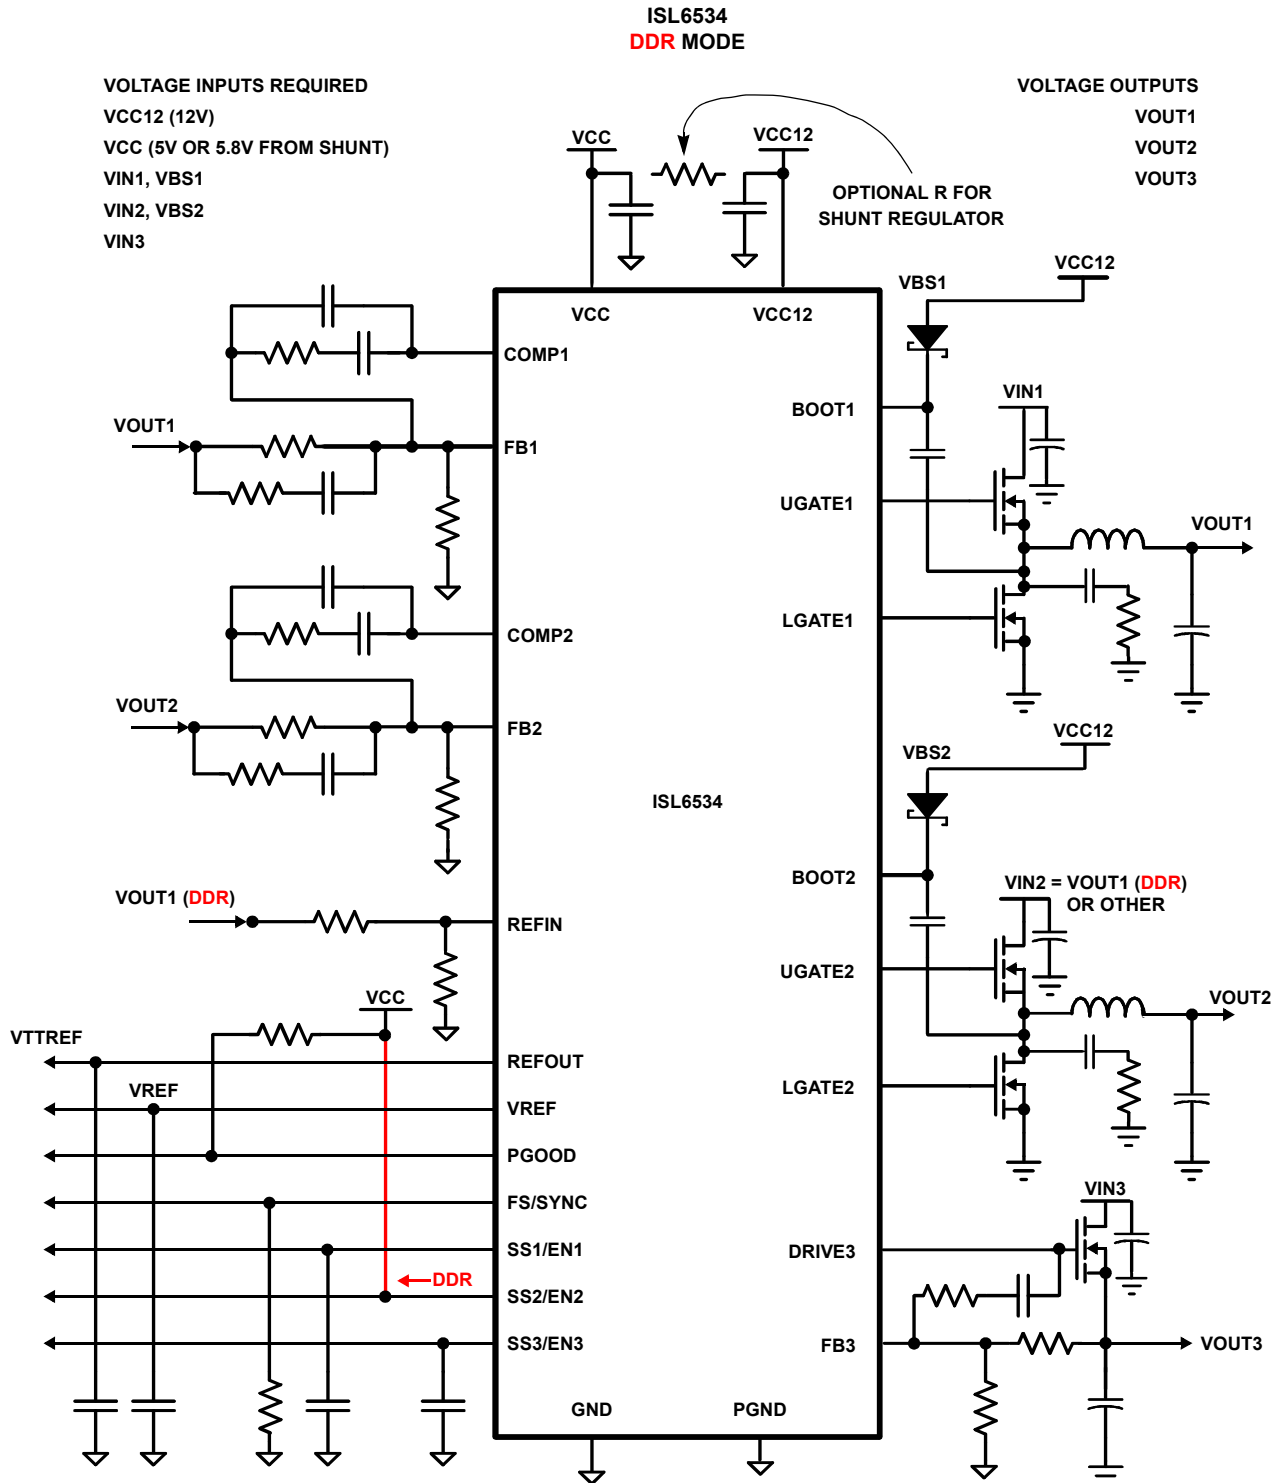 ISL6534
DDR MODE
VOLTAGE INPUTS REQUIRED
VCC12 (12V)
VCC (5V OR 5.8V FROM SHUNT)
VIN1, VBS1
VIN2, VBS2
VIN3
VOLTAGE OUTPUTS
VOUT1
VOUT2
VOUT3
VCC
VCC12
OPTIONAL R FOR
SHUNT REGULATOR
VCC
VCC12
COMP1
VOUT1
FB1
COMP2
VOUT2
FB2
VOUT1 (DDR)
REFIN
VCC
VTTREF
REFOUT
VREF
VREF
PGOOD
FS/SYNC
SS1/EN1
DDR
SS2/EN2
SS3/EN3
GND
PGND
ISL6534
VBS1
VCC12
BOOT1
VIN1
UGATE1
VOUT1
LGATE1
VBS2
VCC12
BOOT2
VIN2 = VOUT1 (DDR)
OR OTHER
UGATE2
VOUT2
LGATE2
VIN3
DRIVE3
FB3
VOUT3